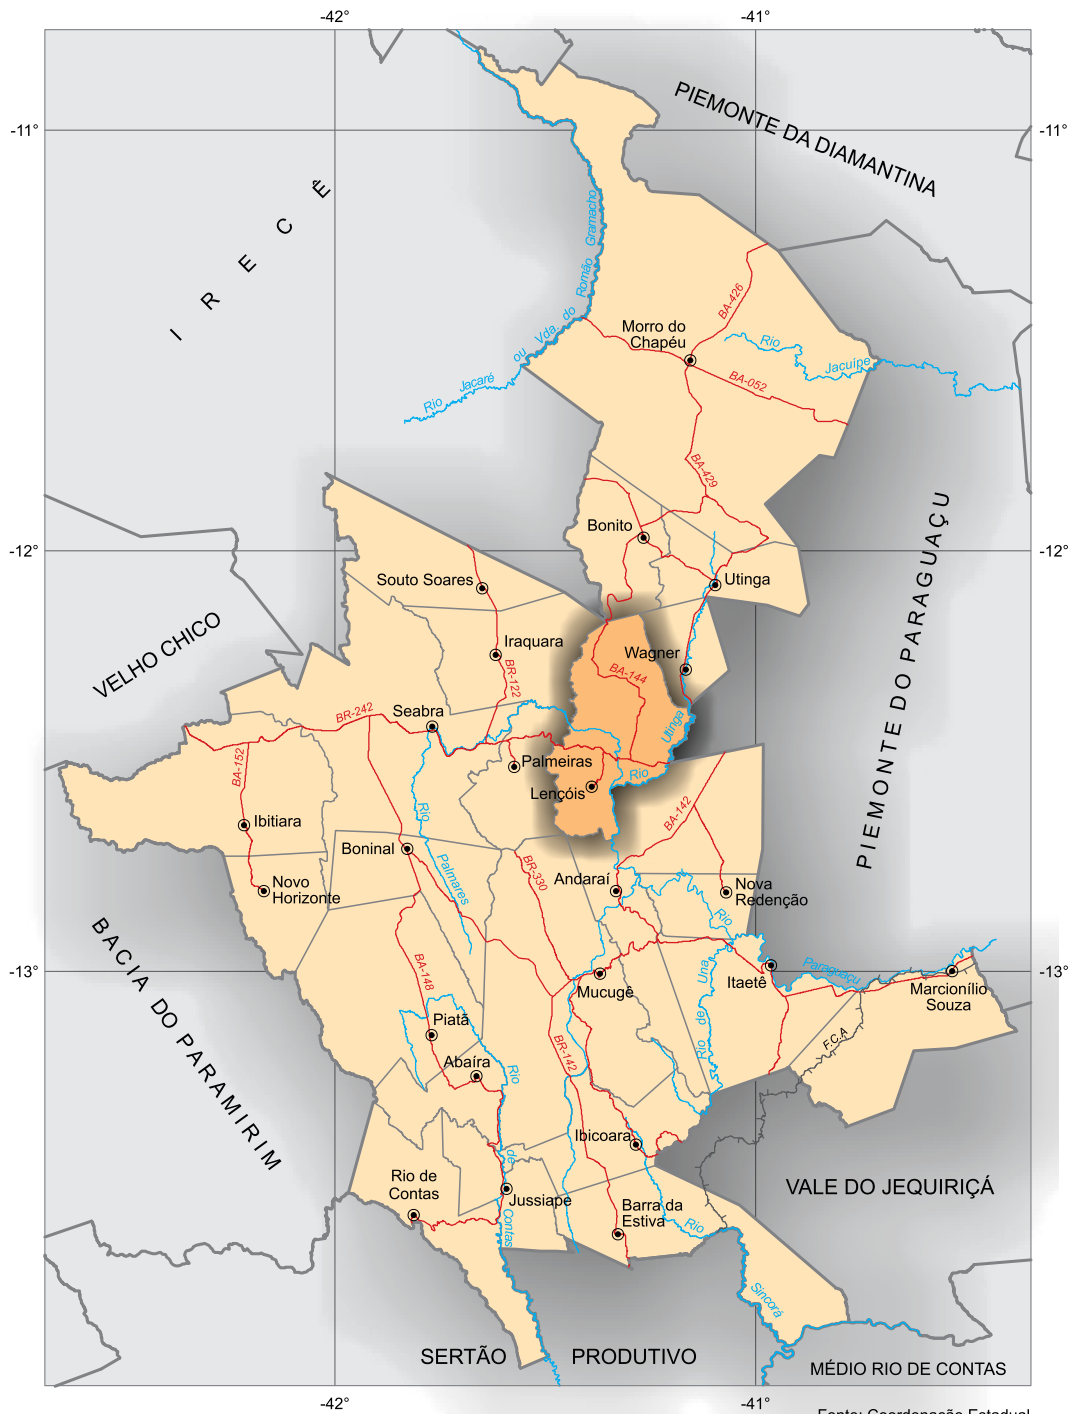 -42°
-41°
-11°
-11°
PIEMONTE DA DIAMANTINA
IRECÊ
Rio Jacaré ou Vda. do Romão Gramacho
BA-426
Morro do
Chapéu
Rio Jacuípe
BA-052
BA-429
Bonito
-12°
-12°
Souto Soares
Utinga
PIEMONTE DO PARAGUAÇU
VELHO CHICO
Iraquara
Wagner
BR-122
BA-144
Seabra
BR-242
Rio Utinga
BA-152
Palmeiras
Lençóis
BA-142
Ibitiara
Rio Palmares
Boninal
BR-330
Andaraí
Novo
Horizonte
Nova
Redenção
Rio Paraguaçu
BACIA DO PARAMIRIM
-13°
-13°
BA-148
Mucugê
Itaetê
Marcionílio
Souza
Rio de Una
Piatã
F.C.A
Abaíra
BR-142
Rio de Contas
Ibicoara
Rio de
Contas
Jussiape
VALE DO JEQUIRIÇÁ
Barra da
Estiva
Rio Sincorá
SERTÃO PRODUTIVO
MÉDIO RIO DE CONTAS
-42°
-41°
Fonte: Coordenação Estadual